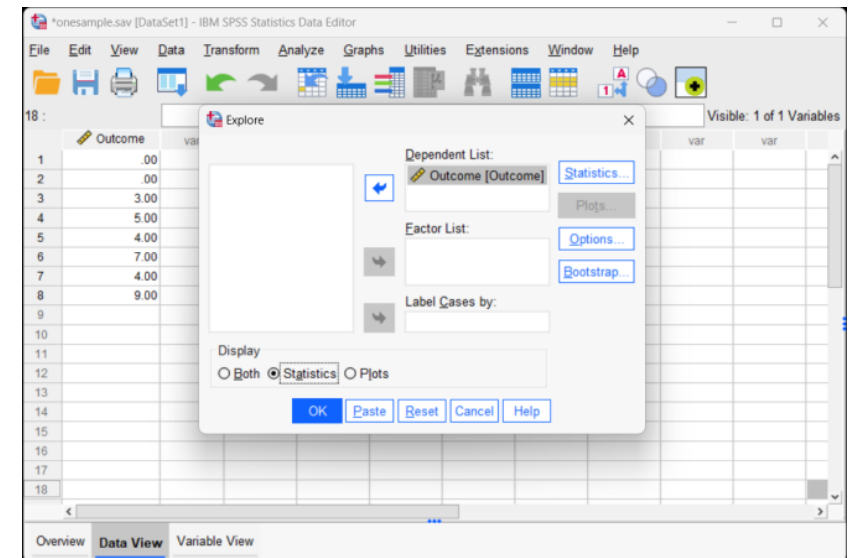 *onesample.sav [DataSet1] - IBM SPSS Statistics Data Editor
File Edit View Data Transform Analyze Graphs Utilities Extensions Window Help
1 A
18 :
Visible: 1 of 1 Variables
Outcome var var var
1 .00
2 .00
3 3.00
4 5.00
5 4.00
6 7.00
7 4.00
8 9.00
9
10
11
12
13
14
15
16
17
18
Explore
Dependent List:
Outcome [Outcome]
Statistics...
Plots...
Factor List:
Options...
Bootstrap...
Label Cases by:
Display
Both Statistics Plots
OK Paste Reset Cancel Help
Overview Data View Variable View